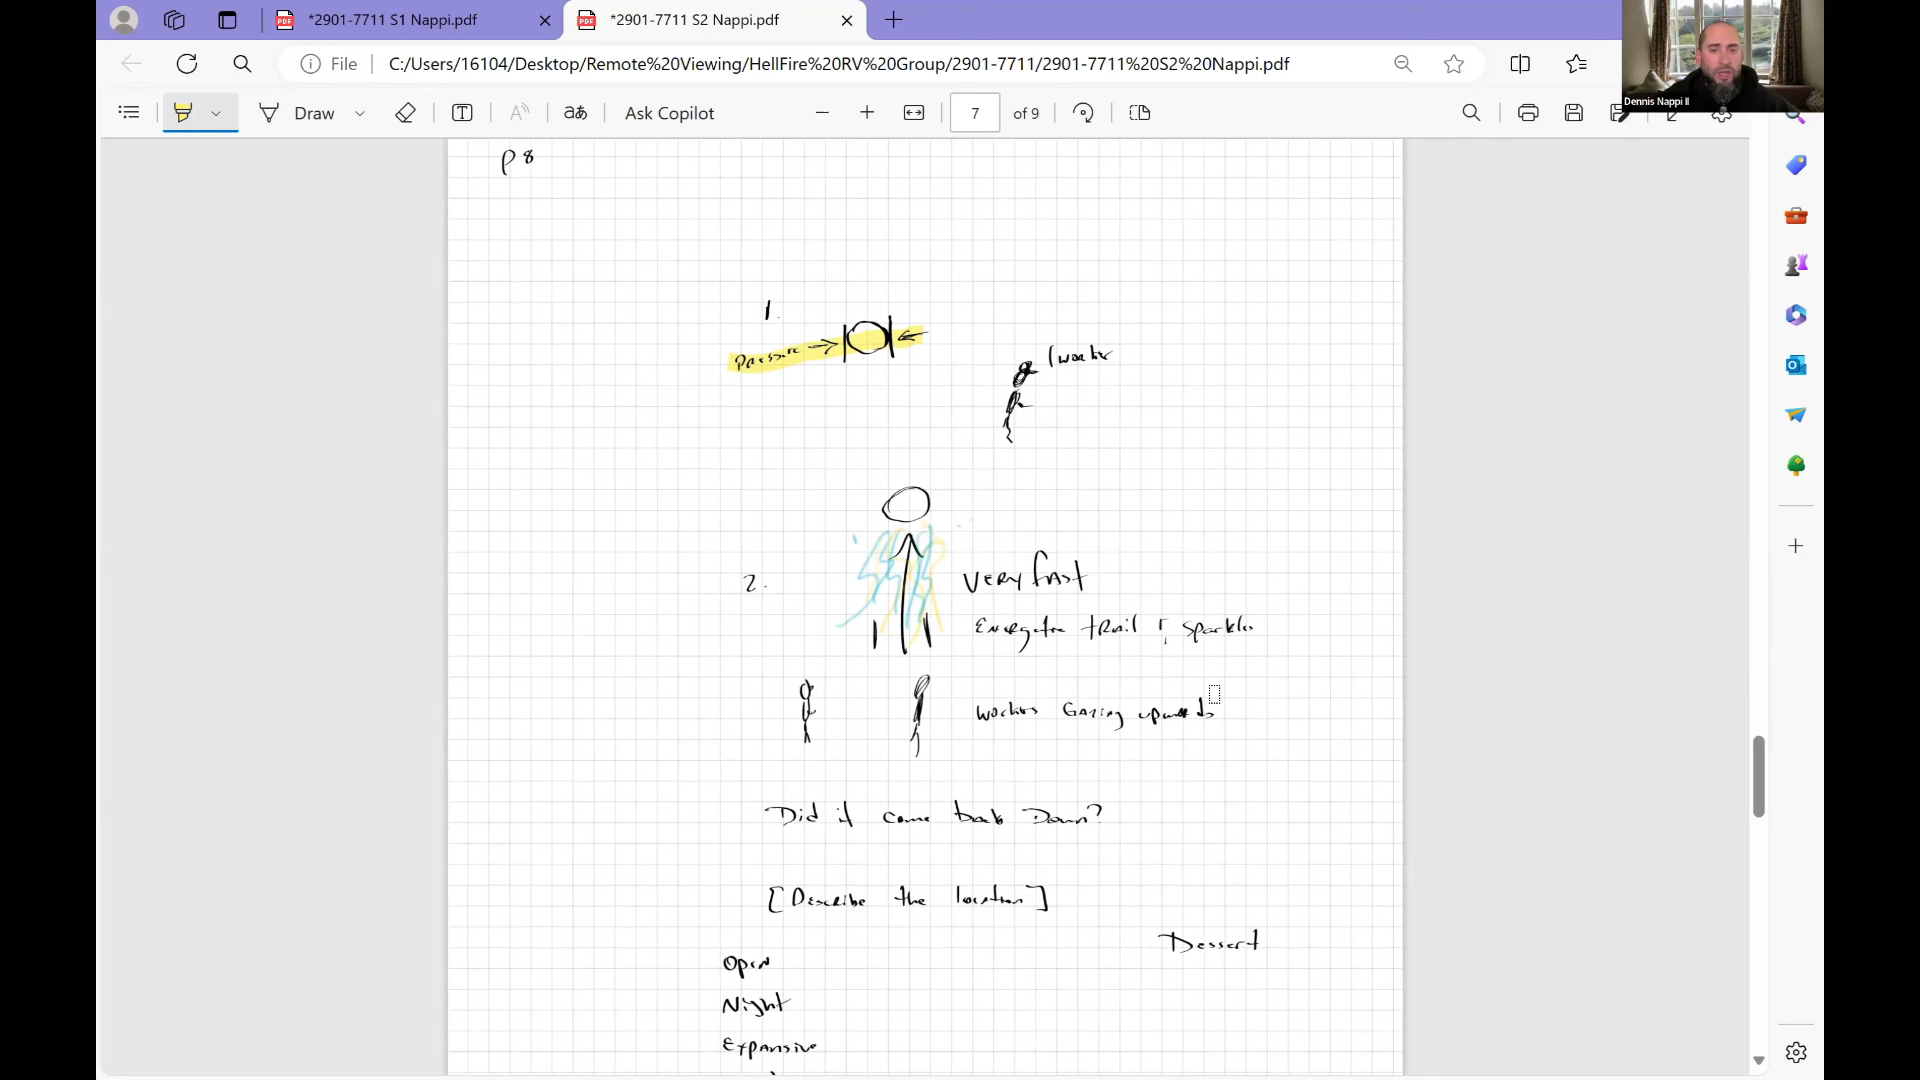 *2901-7711 S1 Nappi.pdf
*2901-7711 S2 Nappi.pdf
File
C:/Users/16104/Desktop/Remote%20Viewing/HellFire%20RV%20Group/2901-7711/2901-7711%20S2%20Nappi.pdf
Dennis Nappi II
Draw
Ask Copilot
7
of 9
P 8
1.
Pressure
worker
2.
VERY fAst
Energetic tRail & sparkles
workers Gazing upwards
Did it come back Down?
[Describe the location]
Dessert
Open
Night
Expansive